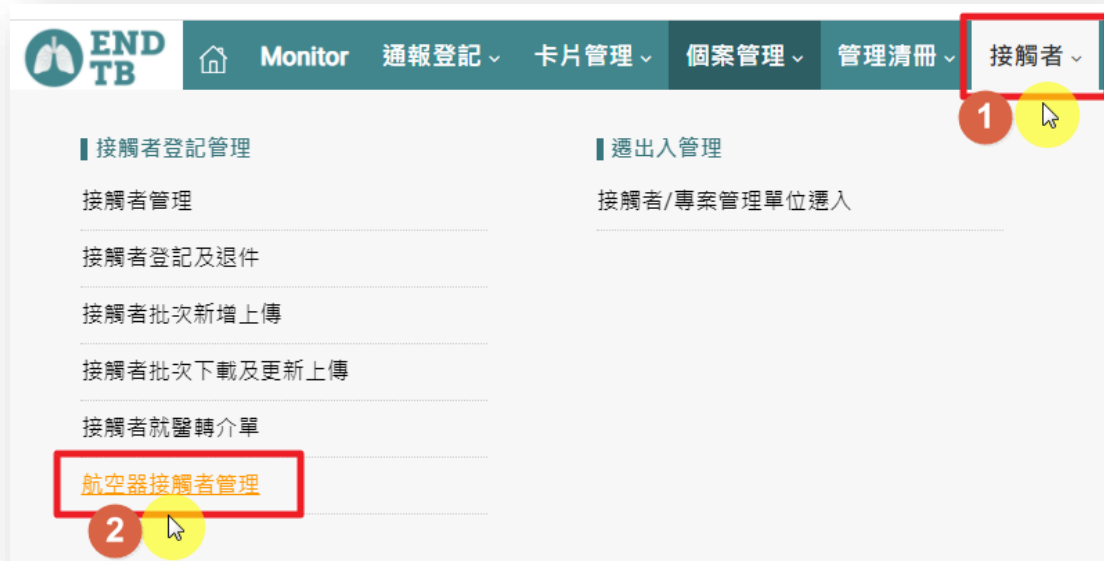 END
TB
Monitor 通報登記 卡片管理 個案管理 管理清冊 接觸者
1
接觸者登記管理
遷出入管理
接觸者管理
接觸者/專案管理單位遷入
接觸者登記及退件
接觸者批次新增上傳
接觸者批次下載及更新上傳
接觸者就醫轉介單
航空器接觸者管理
2